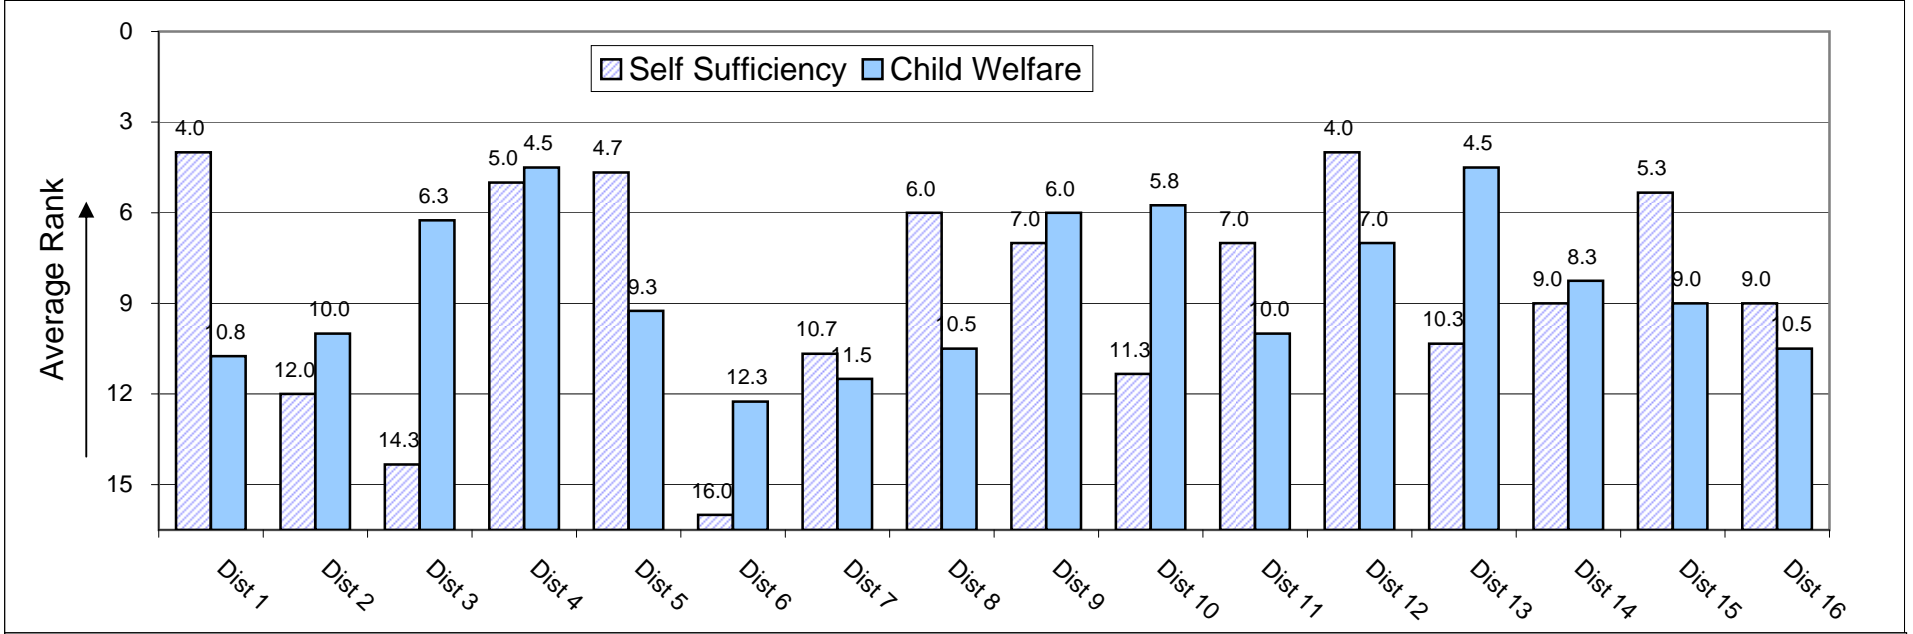 0
Self Sufficiency Child Welfare
3
6
9
12
15
Average Rank
4.0
10.8
12.0
10.0
14.3
6.3
5.0
4.5
4.7
9.3
16.0
12.3
10.7
11.5
6.0
10.5
7.0
6.0
11.3
5.8
7.0
10.0
4.0
7.0
10.3
4.5
9.0
8.3
5.3
9.0
9.0
10.5
Dist 1
Dist 2
Dist 3
Dist 4
Dist 5
Dist 6
Dist 7
Dist 8
Dist 9
Dist 10
Dist 11
Dist 12
Dist 13
Dist 14
Dist 15
Dist 16